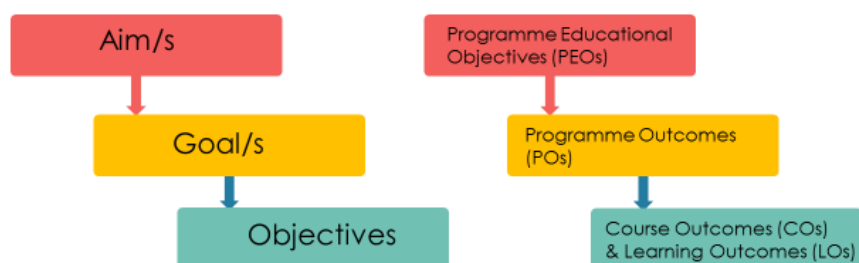 Aim/s
Goal/s
Objectives
Programme Educational
Objectives (PEOs)
Programme Outcomes
(POs)
Course Outcomes (COs)
& Learning Outcomes (LOs)